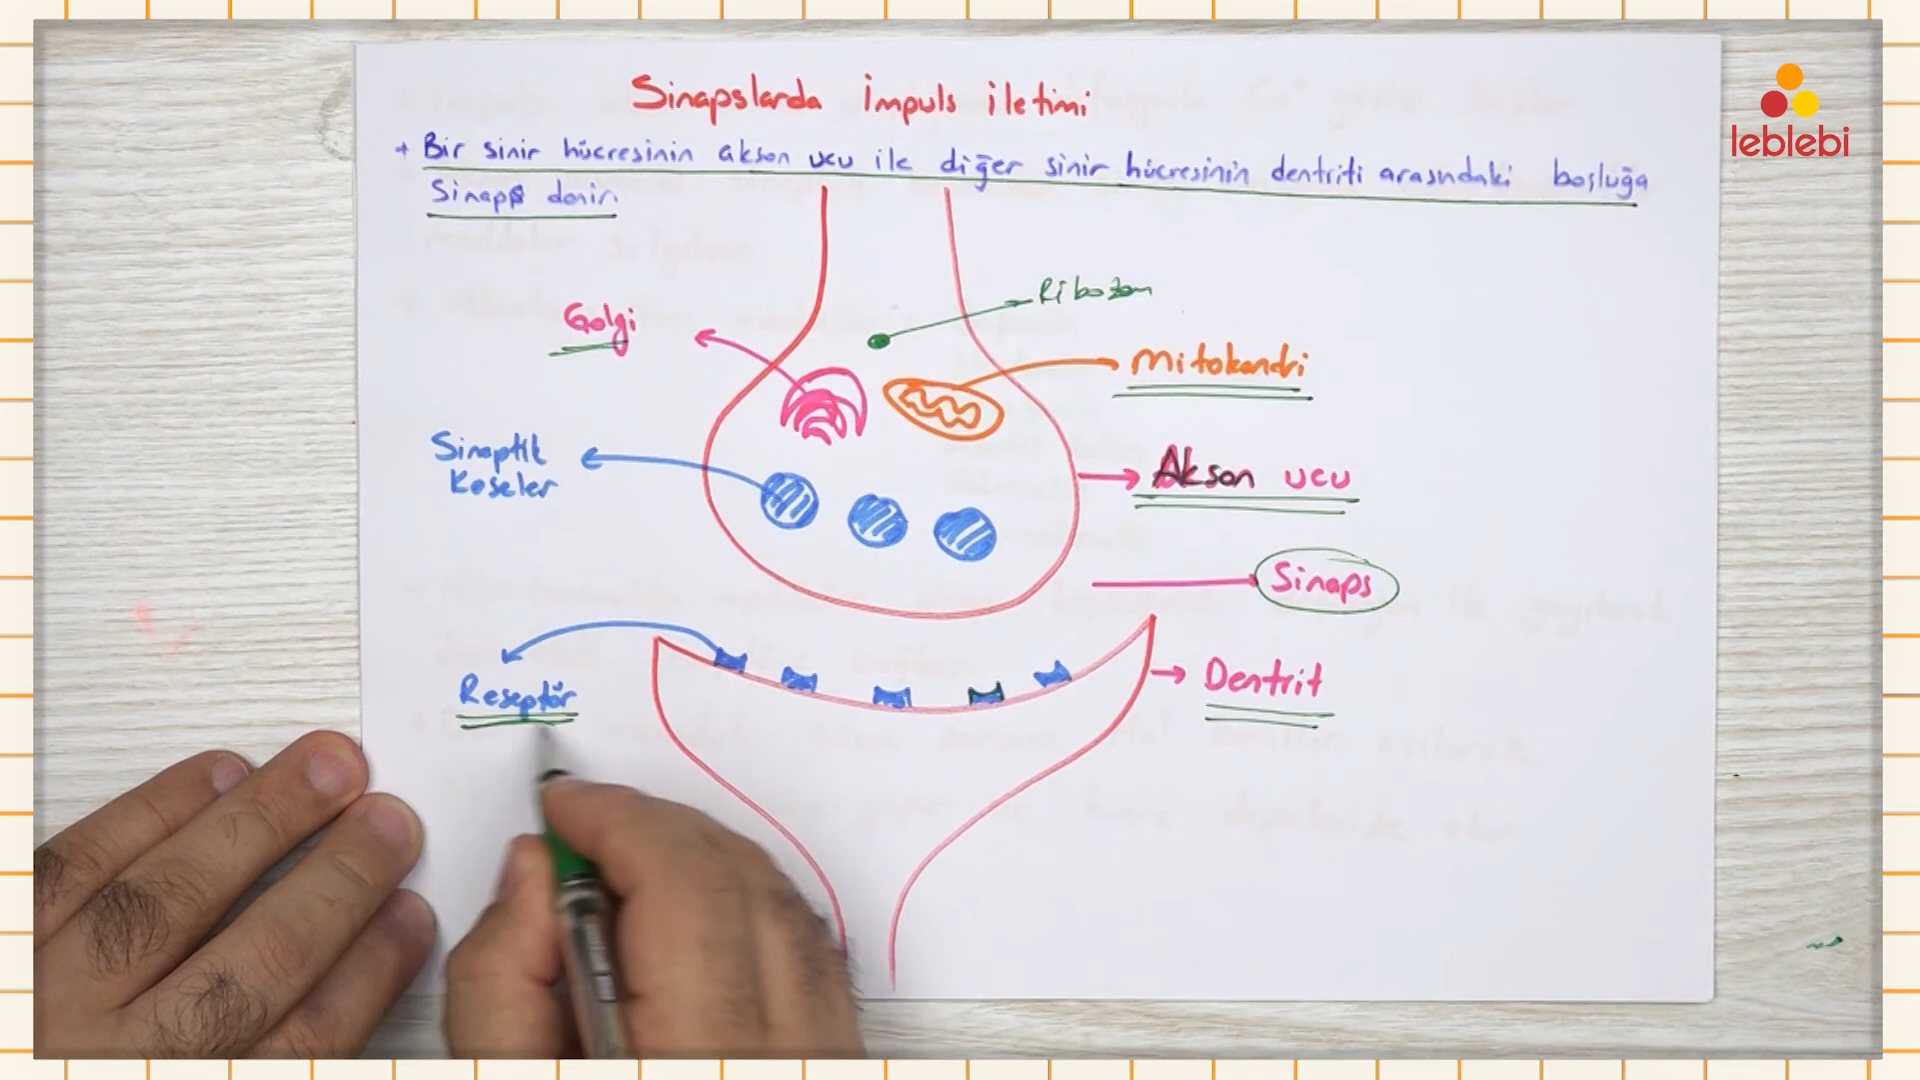 Sinapslarda İmpuls iletimi
leblebi
+ Bir sinir hücresinin akson ucu ile diğer sinir hücresinin dentriti arasındaki boşluğa
Sinaps denir
Ribozom
Golgi
Mitokondri
Sinaptik
Keseler
Akson ucu
Sinaps
Reseptör
Dentrit